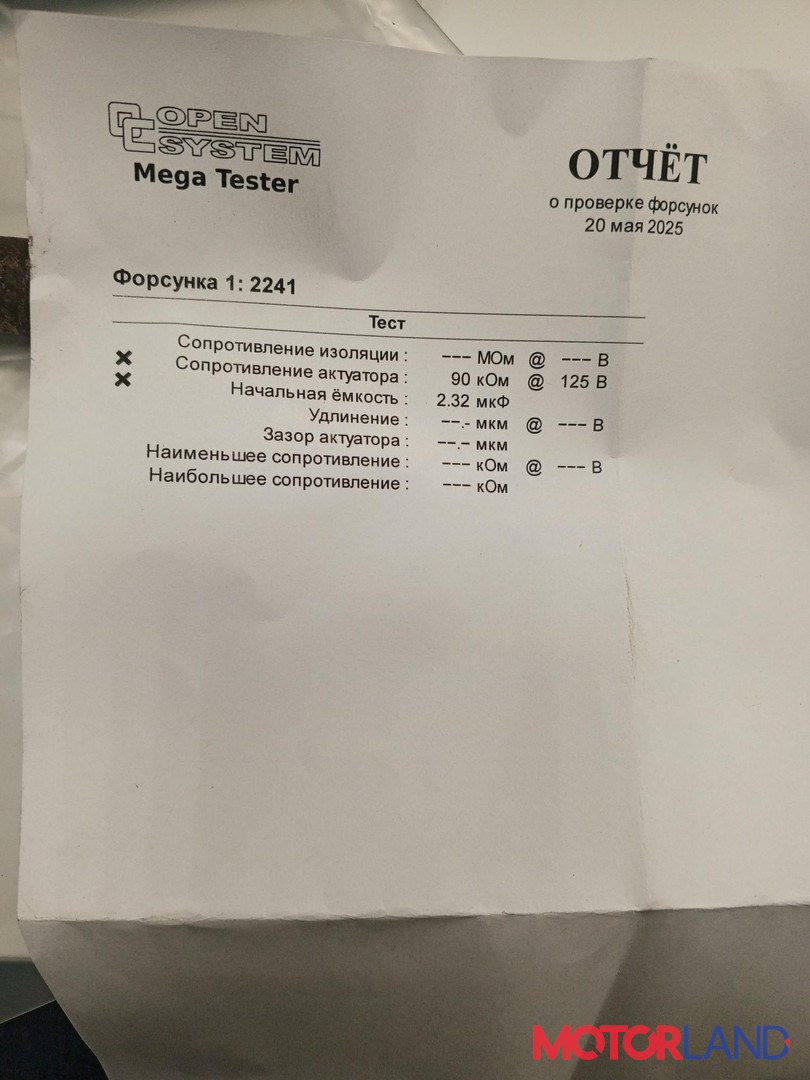 OPEN
SYSTEM
Mega Tester
ОТЧЁТ
о проверке форсунок
20 мая 2025
Форсунка 1: 2241
Тест
✖ Сопротивление изоляции : --- МОм @ --- В
✖ Сопротивление актуатора : 90 кОм @ 125 В
Начальная ёмкость : 2.32 мкФ
Удлинение : --.- мкм @ --- В
Зазор актуатора : --.- мкм
Наименьшее сопротивление : --- кОм @ --- В
Наибольшее сопротивление : --- кОм
MOTORLAND